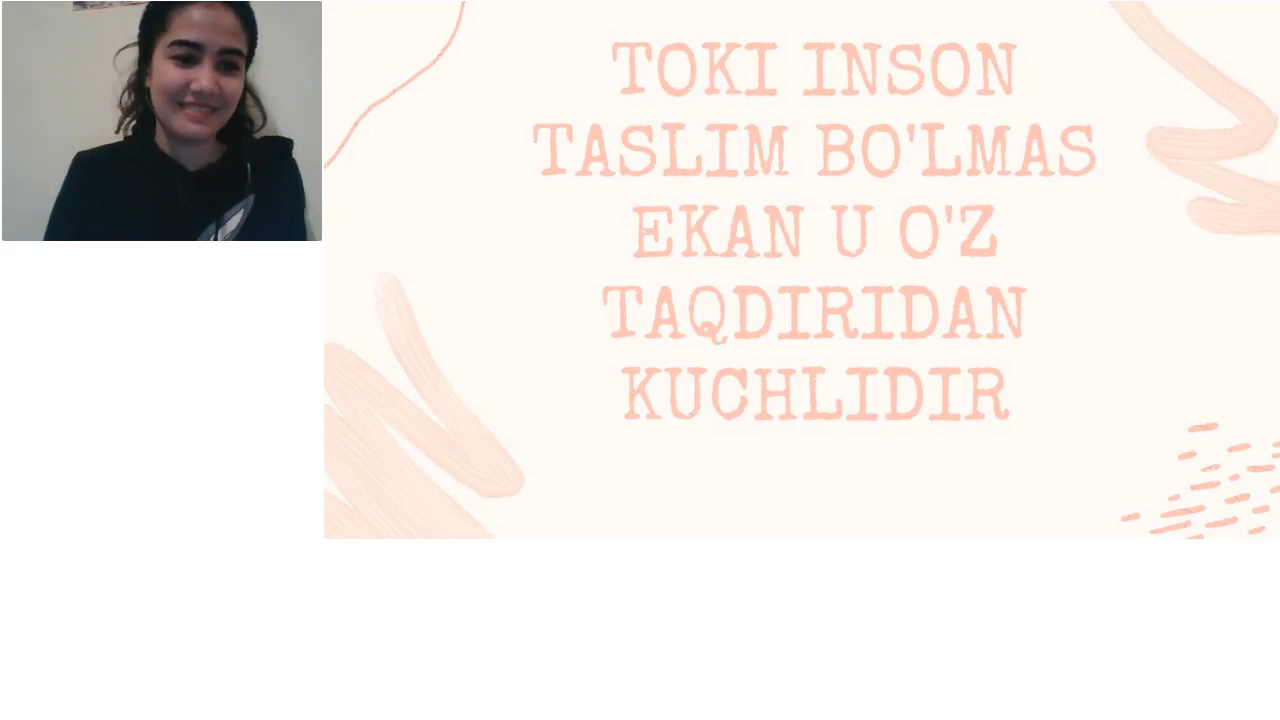 TOKI INSON
TASLIM BO'LMAS
EKAN U O'Z
TAQDIRIDAN
KUCHLIDIR